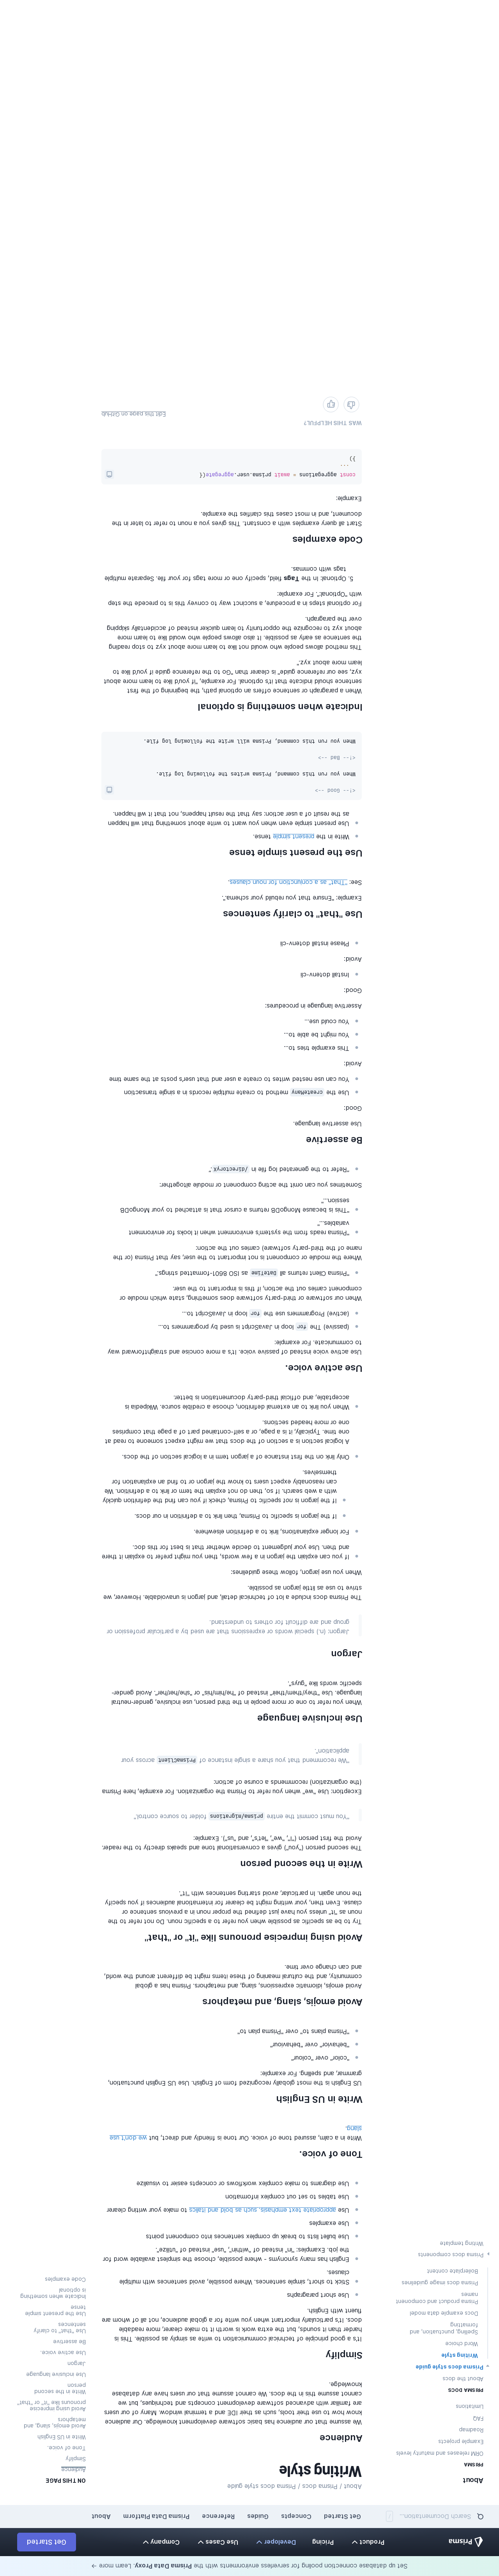 Set up database connection pooling for serverless environments with the Prisma Data Proxy. Learn more →
Prisma
Product
Pricing
Developer
Use Cases
Company
Get Started
Search Documentation...
/
Get Started
Concepts
Guides
Reference
Prisma Data Platform
About
About
PRISMA
ORM releases and maturity levels
Example projects
Roadmap
FAQ
Limitations
PRISMA DOCS
About the docs
Prisma docs style guide
Writing style
Word choice
Spelling, punctuation, and
formatting
Docs example data model
Prisma product and component
names
Prisma docs image guidelines
Boilerplate content
Prisma docs components
Writing template
About / Prisma docs / Prisma docs style guide
Writing style
Audience
We assume that our audience has basic software development knowledge. Our audience
is familiar with advanced software development concepts and techniques, but we
cannot assume expertise in databases. We cannot assume that our users have any database
know how or use their tools, such as their IDE and a terminal window. Many of our users are
knowledge.
Simplify
It's a good principle of technical communication to write as simply as possible. This is
docs. It's particularly important when you write for a global audience, not all of whom are
fluent with English.
Use short paragraphs
Stick to short, simple sentences. Where possible, avoid sentences with multiple
clauses.
English has many synonyms - where possible, choose the simplest available word for
the job. Examples: "in" instead of "within", "use" instead of "utilize".
Use bullet lists to break up complex sentences into component points
Use examples
Use appropriate text emphasis, such as bold and italics to make your writing clearer
Use tables to set out complex information
Use diagrams to make complex workflows or concepts easier to visualize
Tone of voice.
Write in a calm, assured tone of voice. Our tone is friendly and direct, but we don't use
slang.
Write in US English
US English is the most globally recognized form of English. Use US English punctuation,
grammar, and spelling. For example:
"color" over "colour"
"behavior" over "behaviour"
"Prisma plans to" over "Prisma plan to"
Avoid emojis, slang, and metaphors
Avoid emojis, idiomatic expressions, slang, and metaphors. Prisma has a global
community, and the cultural meaning of these items might be different around the world,
and can change over time.
Avoid using imprecise pronouns like "it" or "that"
Try to be as specific as possible when you refer to a specific noun. Do not refer to the
noun as "it" unless you have just defined the proper noun in a previous sentence or
clause. Even then, your writing might be clearer for international audiences if you specify
the noun again. In particular, avoid starting sentences with "it".
Write in the second person
The second person ("you") gives a conversational tone and speaks directly to the reader.
Avoid the first person ("I", "we", "let's", and "us"). Example:
"You must commit the entire prisma/migrations folder to source control."
Exception: Use "we" when you refer to the Prisma organization. For example, here Prisma
(the organization) recommends a course of action:
"We recommend that you share a single instance of PrismaClient across your
application".
Use inclusive language
When you refer to one or more people in the third person, use inclusive, gender-neutral
language. Use "they/them/their" instead of "he/him/his" or "she/her/her". Avoid gender-
specific words like "guys".
Jargon
Jargon: (n.) special words or expressions that are used by a particular profession or
group and are difficult for others to understand.
The Prisma docs include a lot of technical detail, and jargon is unavoidable. However, we
strive to use as little jargon as possible.
When you use jargon, follow these guidelines:
If you can explain the jargon in a few words, then you might prefer to explain it there
and then. Use your judgement to decide whether that is best for this doc.
For longer explanations, link to a definition elsewhere.
If the jargon is specific to Prisma, then link to a definition in our docs.
If the jargon is not specific to Prisma, check if you can find the definition quickly
with a web search. If so, then do not explain the term or link to a definition. We
can reasonably expect users to know the jargon or to find an explanation for
themselves.
Only link on the first instance of a jargon term in a logical section of the docs.
A logical section is a section of the docs that we might expect someone to read at
one time. Typically, it is a page, or a self-contained part of a page that comprises
one more or headed sections.
When you link to an external definition, choose a credible source. Wikipedia is
acceptable, and official third-party documentation is better.
Use active voice.
Use active voice instead of passive voice. It's a more concise and straightforward way
to communicate. For example:
(passive) The for loop in JavaScript is used by programmers to...
(active) Programmers use the for loop in JavaScript to...
When our software or third-party software does something, state which module or
component carries out the action, if this is important to the user:
"Prisma Client returns all DateTime as ISO 8601-formatted strings."
Where the module or component is not important to the user, say that Prisma (or the
name of the third-party software) carries out the action:
"Prisma reads from the system's environment when it looks for environment
variables..."
"This is because MongoDB returns a cursor that is attached to your MongoDB
session..."
Sometimes you can omit the acting component or module altogether:
"Refer to the generated log file in /directoryX."
Be assertive
Use assertive language.
Good:
Use the createMany method to create multiple records in a single transaction
You can use nested writes to create a user and that user's posts at the same time
Avoid:
This example tries to...
You might be able to...
You could use...
Assertive language in procedures:
Good:
Install dotenv-cli
Avoid:
Please install dotenv-cli
Use "that" to clarify sentences
Example: "Ensure that you rebuild your schema.".
See: "That" as a conjunction for noun clauses.
Use the present simple tense
Write in the present simple tense.
Use present simple even when you want to write about something that will happen
as the result of a user action: say that the result happens, not that it will happen.
<!-- Good -->
When you run this command, Prisma writes the following log file.
<!-- Bad -->
When you run this command, Prisma will write the following log file.
Indicate when something is optional
When a paragraph or sentence offers an optional path, the beginning of the first
sentence should indicate that it's optional. For example, "if you'd like to learn more about
xyz, see our reference guide" is clearer than "Go to the reference guide if you'd like to
learn more about xyz."
This method allows people who would not like to learn more about xyz to stop reading
the sentence as early as possible. It also allows people who would like to learn more
about xyz to recognize the opportunity to learn quicker instead of accidentally skipping
over the paragraph.
For optional steps in a procedure, a succinct way to convey this is to precede the step
with "Optional:". For example:
5. Optional: In the Tags field, specify one or more tags for your file. Separate multiple
tags with commas.
Code examples
Start all query examples with a constant. This gives you a noun to refer to later in the
document, and in most cases this clarifies the example.
Example:
const aggregations = await prisma.user.aggregate({
...
})
WAS THIS HELPFUL?
Edit this page on GitHub
ON THIS PAGE
Audience
Simplify
Tone of voice.
Write in US English
Avoid emojis, slang, and
metaphors
Avoid using imprecise
pronouns like "it" or "that"
Write in the second
person
Use inclusive language
Jargon
Use active voice.
Be assertive
Use "that" to clarify
sentences
Use the present simple
tense
Indicate when something
is optional
Code examples